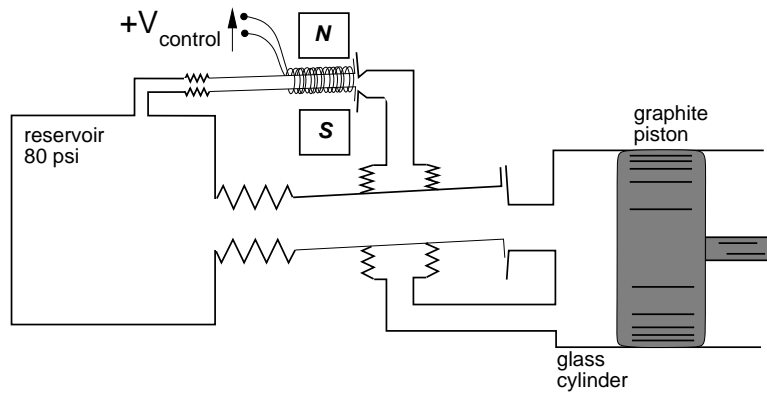 +V control
N
S
reservoir
80 psi
graphite
piston
glass
cylinder